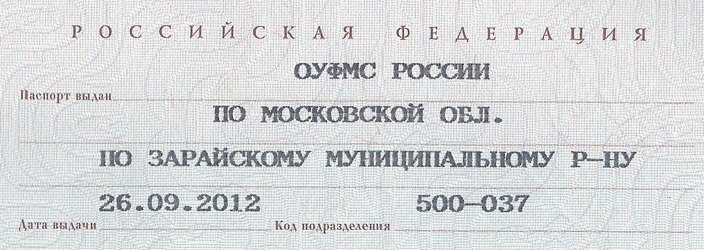 РОССИЙСКАЯ ФЕДЕРАЦИЯ
ОУФМС РОССИИ
Паспорт выдан
ПО МОСКОВСКОЙ ОБЛ.
ПО ЗАРАЙСКОМУ МУНИЦИПАЛЬНОМУ Р-НУ
26.09.2012 500-037
Дата выдачи Код подразделения